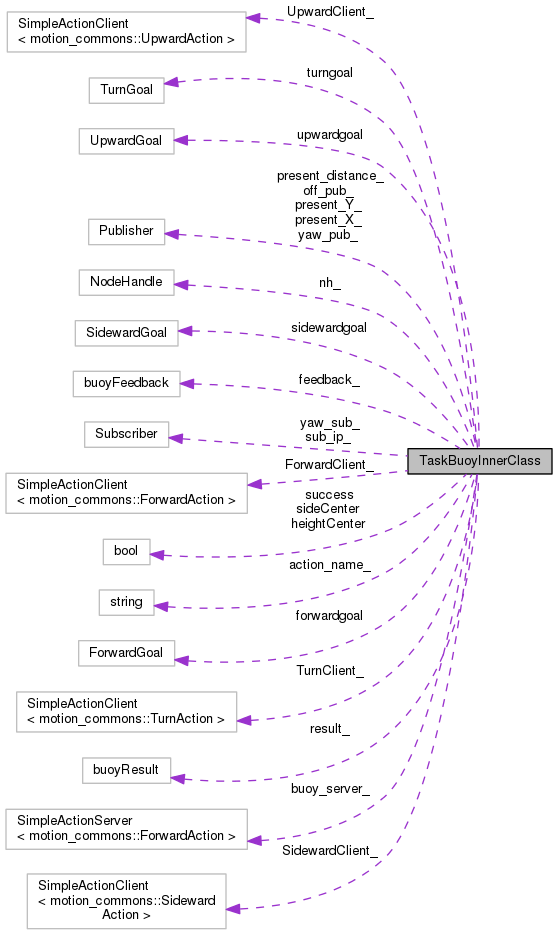 UpwardClient_
SimpleActionClient
< motion_commons::UpwardAction >
turngoal
TurnGoal
upwardgoal
UpwardGoal
present_distance_
off_pub_
present_Y_
present_X_
yaw_pub_
Publisher
nh_
NodeHandle
sidewardgoal
SidewardGoal
feedback_
buoyFeedback
yaw_sub_
sub_ip_
Subscriber
TaskBuoyInnerClass
ForwardClient_
SimpleActionClient
< motion_commons::ForwardAction >
success
sideCenter
heightCenter
bool
action_name_
string
forwardgoal
ForwardGoal
TurnClient_
SimpleActionClient
< motion_commons::TurnAction >
result_
buoyResult
buoy_server_
SimpleActionServer
< motion_commons::ForwardAction >
SidewardClient_
SimpleActionClient
< motion_commons::Sideward
Action >